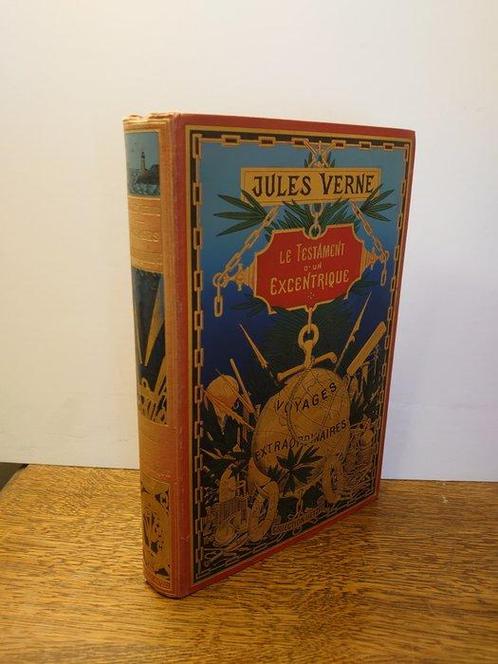 JULES VERNE
LE TESTAMENT
D'UN
EXCENTRIQUE
VOYAGES
EXTRAORDINAIRES